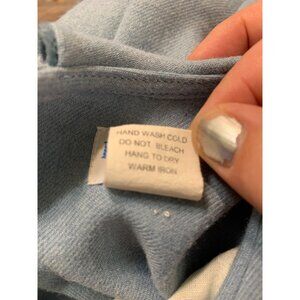 HAND WASH COLD
DO NOT BLEACH
HANG TO DRY
WARM IRON